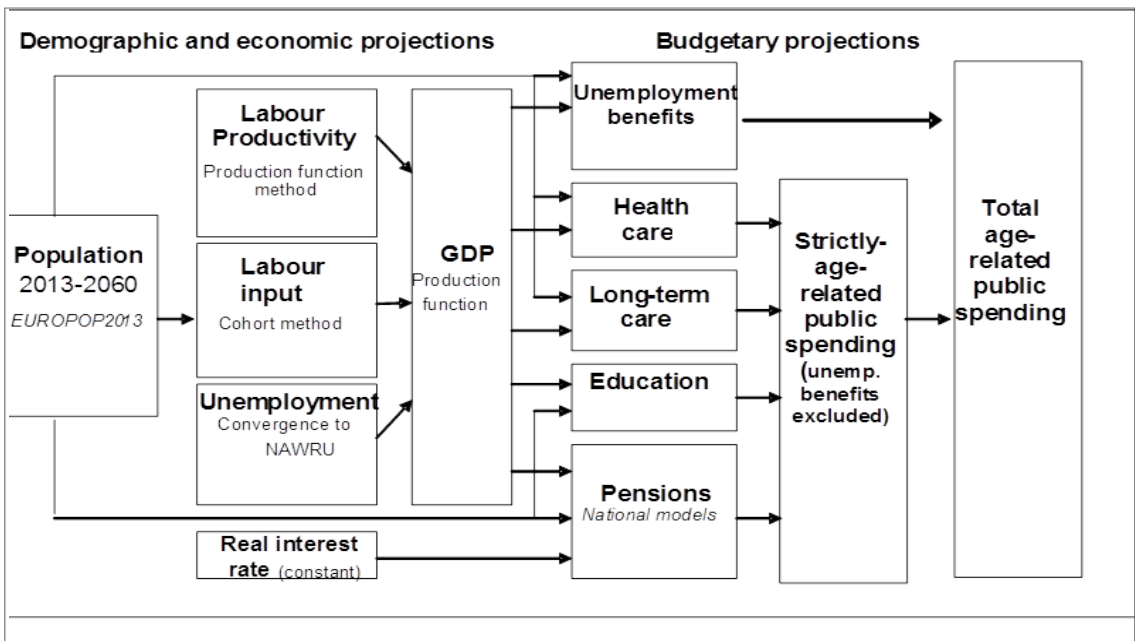 Demographic and economic projections
Budgetary projections
Population
2013-2060
EUROPOP2013
Labour
Productivity
Production function
method
Labour
input
Cohort method
Unemployment
Convergence to
NAWRU
Real interest
rate (constant)
GDP
Production
function
Unemployment
benefits
Health
care
Long-term
care
Education
Pensions
National models
Strictly-
age-
related
public
spending
(unemp.
benefits
excluded)
Total
age-
related
public
spending